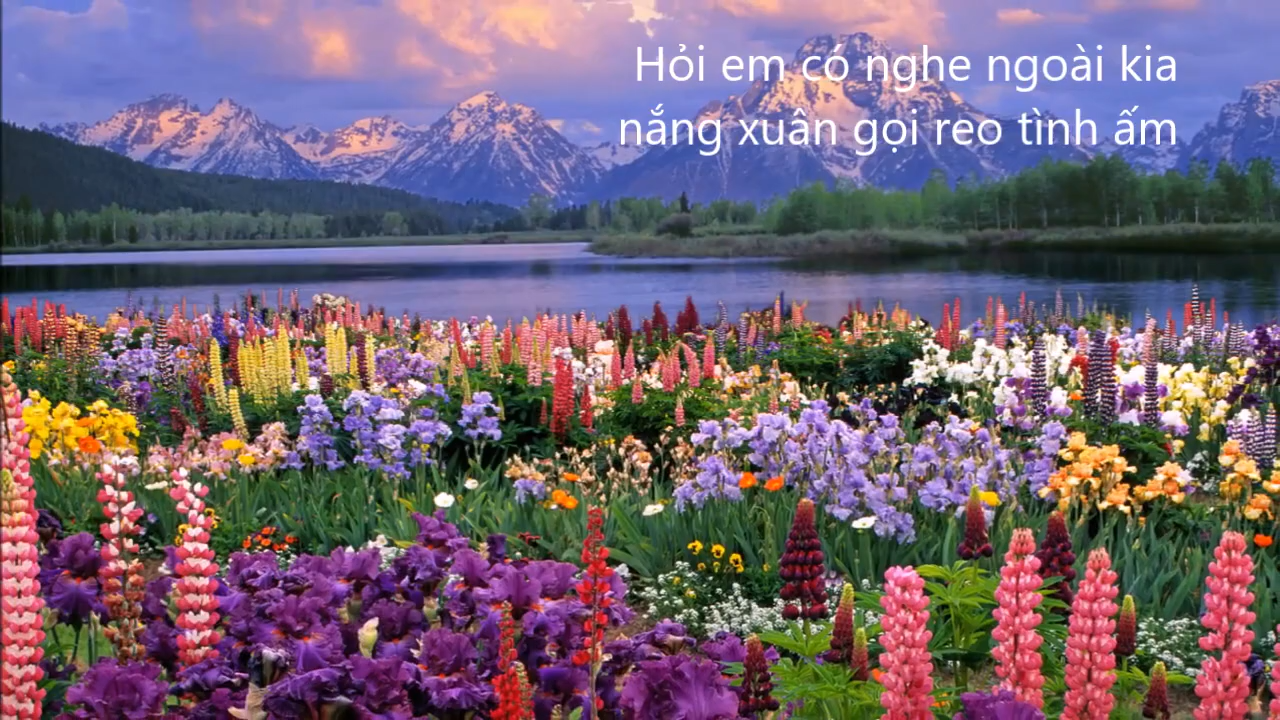 Hỏi em có nghe ngoài kia
nắng xuân gọi reo tình ấm